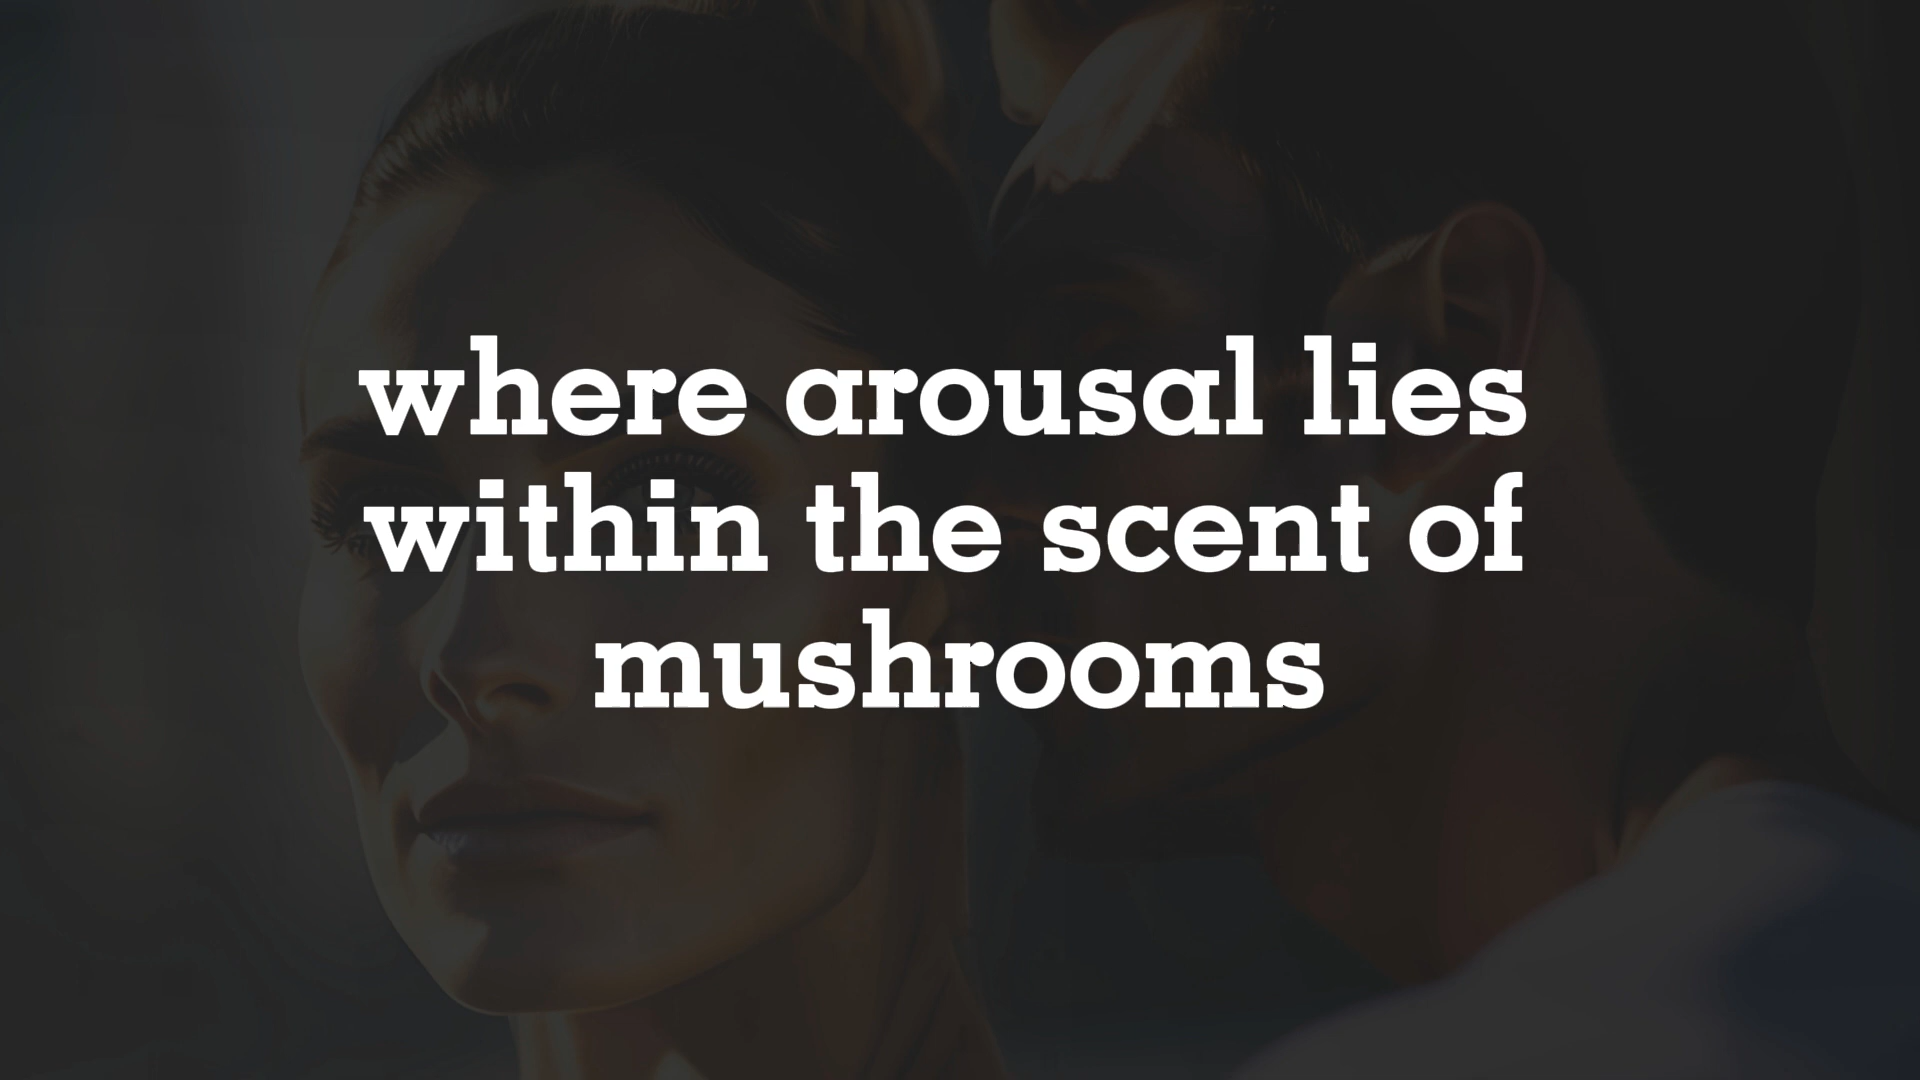 where arousal lies
within the scent of
mushrooms